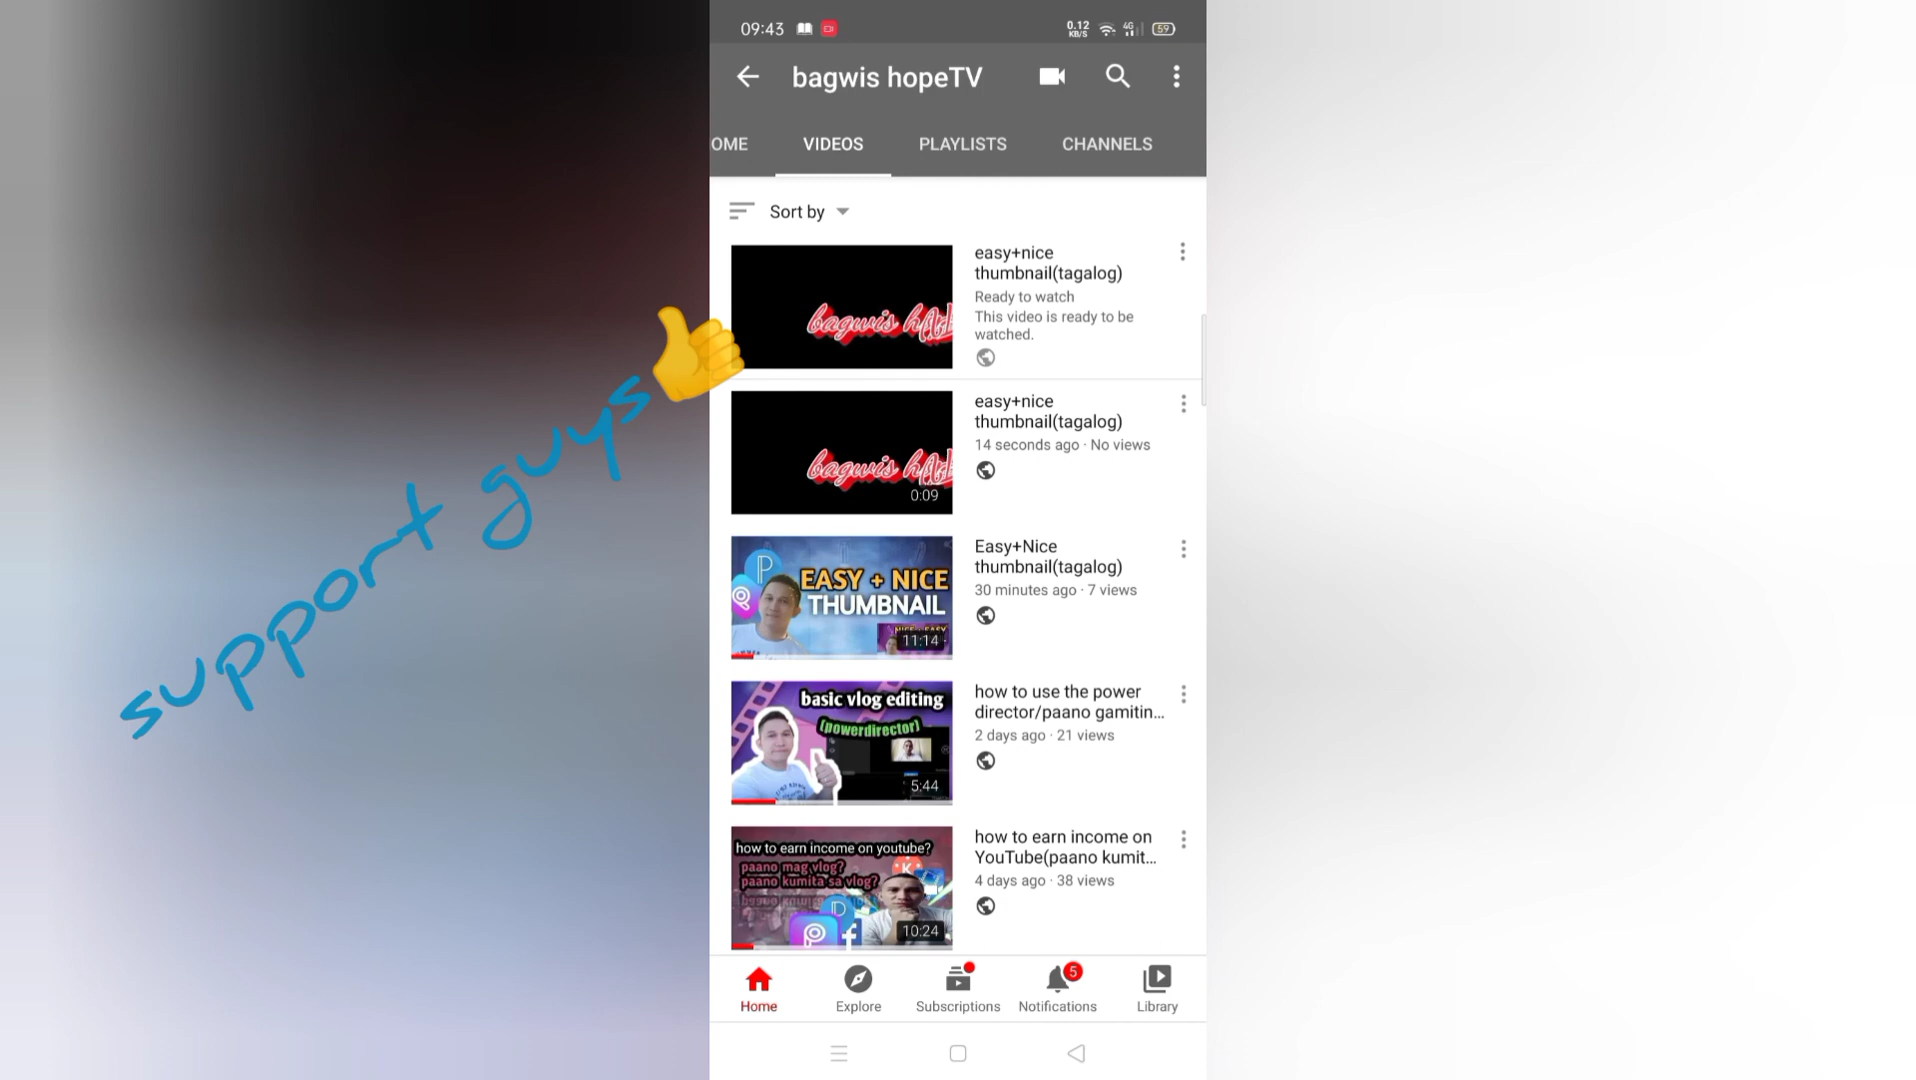 09:43
0.12
KB/S
4G
59
bagwis hopeTV
OME VIDEOS PLAYLISTS CHANNELS
Sort by
bagwis
easy+nice
thumbnail(tagalog)
Ready to watch
This video is ready to be
watched.
bagwis
0:09
easy+nice
thumbnail(tagalog)
14 seconds ago · No views
EASY + NICE
THUMBNAIL
11:14
Easy+Nice
thumbnail(tagalog)
30 minutes ago · 7 views
basic vlog editing
(powerdirector)
5:44
how to use the power
director/paano gamitin...
2 days ago · 21 views
how to earn income on youtube?
paano mag vlog?
paano kumita sa vlog?
10:24
how to earn income on
YouTube(paano kumit...
4 days ago · 38 views
support guys
5
Home Explore Subscriptions Notifications Library